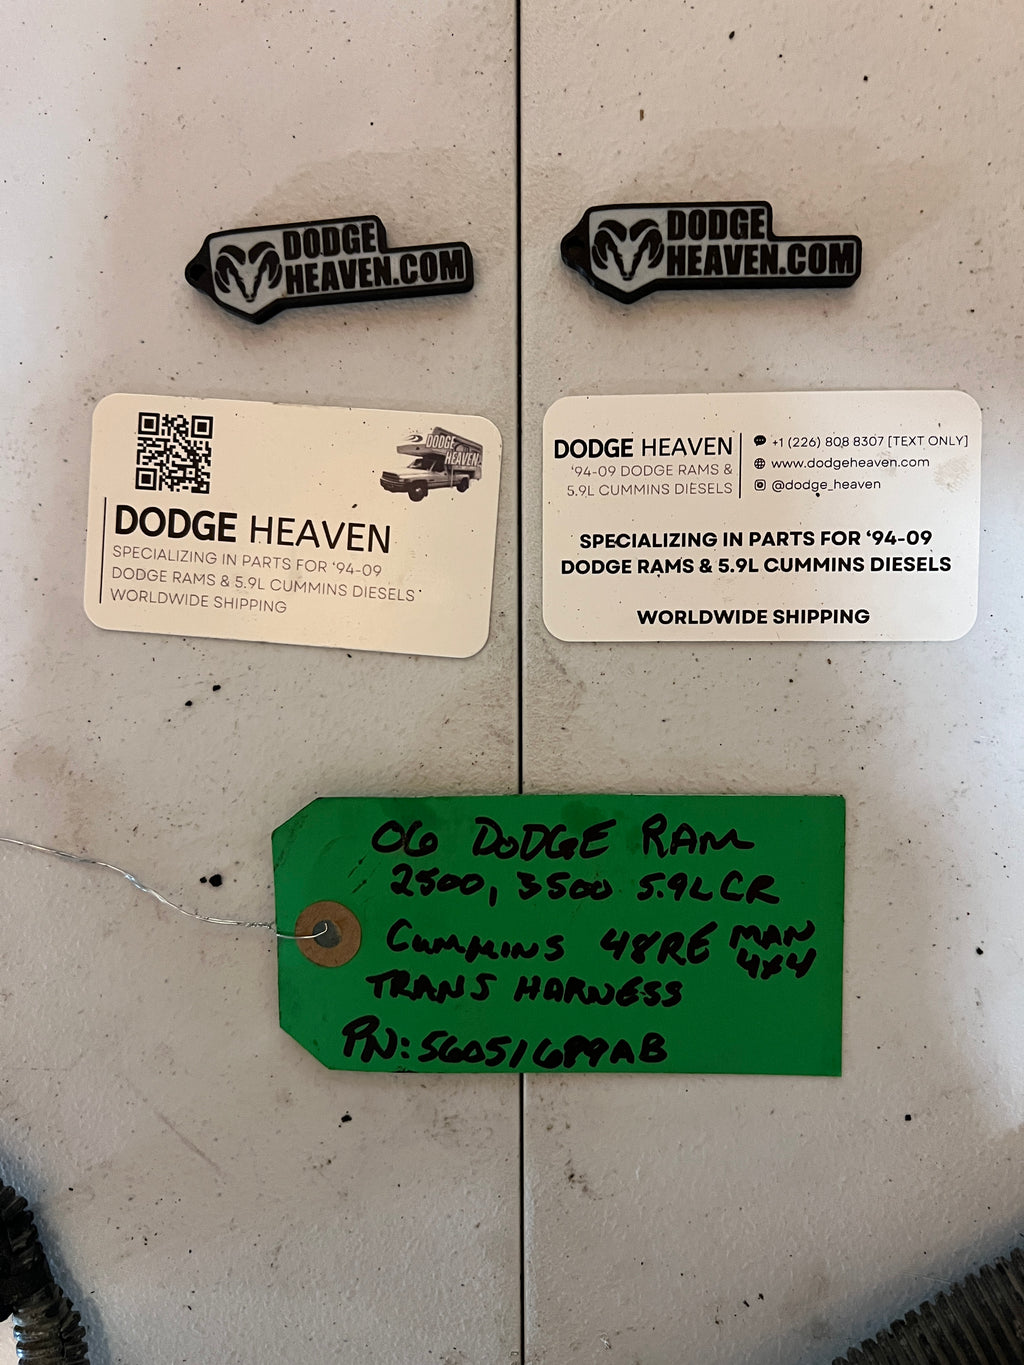 DODGE
HEAVEN.COM
DODGE
HEAVEN.COM
DODGE
HEAVEN
DODGE HEAVEN
SPECIALIZING IN PARTS FOR ‘94-09
DODGE RAMS & 5.9L CUMMINS DIESELS
WORLDWIDE SHIPPING
DODGE HEAVEN
‘94-09 DODGE RAMS &
5.9L CUMMINS DIESELS
+1 (226) 808 8307 [TEXT ONLY]
www.dodgeheaven.com
@dodge_heaven
SPECIALIZING IN PARTS FOR ‘94-09
DODGE RAMS & 5.9L CUMMINS DIESELS
WORLDWIDE SHIPPING
06 DODGE RAM
2500, 3500 5.9L CR
CUMMINS 48RE MAN
4x4
TRANS HARNESS
PN: 56051689AB